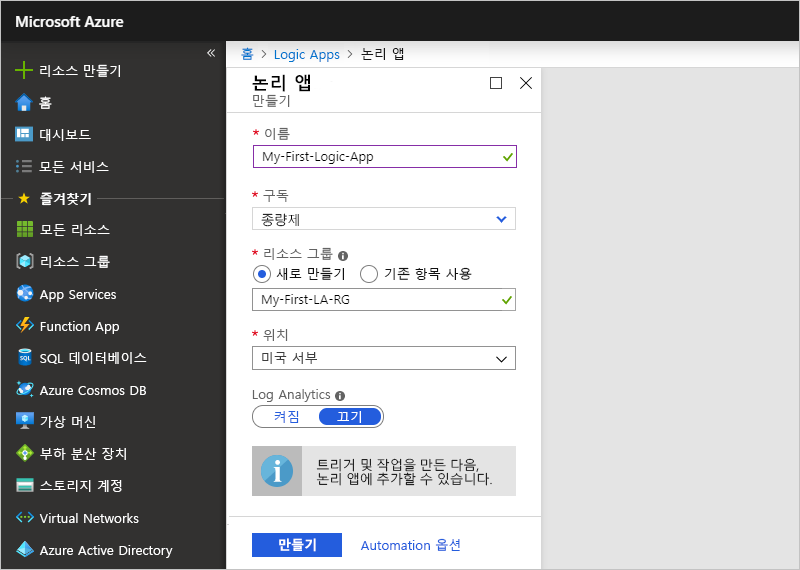 Microsoft Azure
«
리소스 만들기
홈
대시보드
모든 서비스
즐겨찾기
모든 리소스
리소스 그룹
App Services
Function App
SQL 데이터베이스
Azure Cosmos DB
가상 머신
부하 분산 장치
스토리지 계정
Virtual Networks
Azure Active Directory
홈 > Logic Apps > 논리 앱
논리 앱
만들기
* 이름
My-First-Logic-App
* 구독
종량제
* 리소스 그룹
새로 만들기 기존 항목 사용
My-First-LA-RG
* 위치
미국 서부
Log Analytics
켜짐 끄기
트리거 및 작업을 만든 다음,
논리 앱에 추가할 수 있습니다.
만들기 Automation 옵션